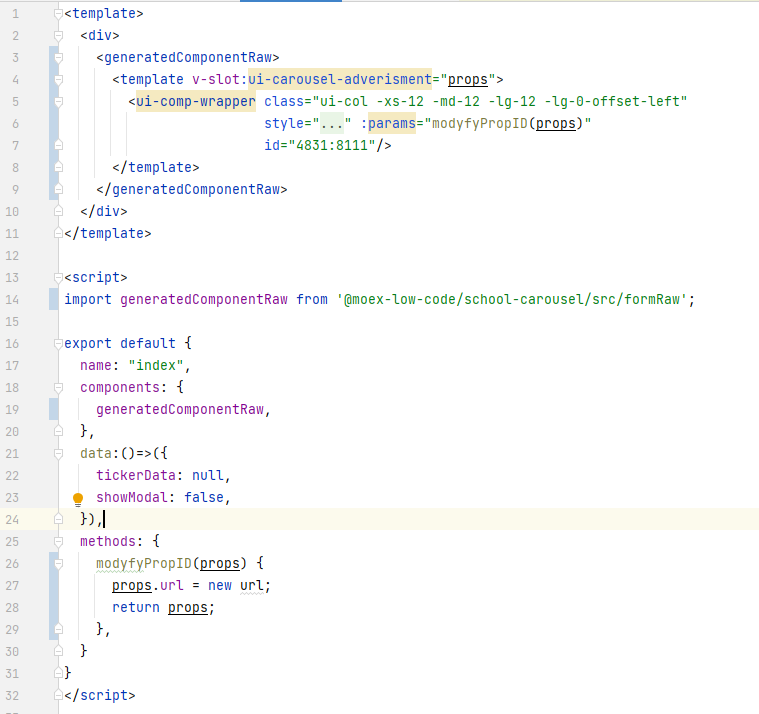 1 <template>
2   <div>
3     <generatedComponentRaw>
4       <template v-slot:ui-carousel-adverisment="props">
5         <ui-comp-wrapper class="ui-col -xs-12 -md-12 -lg-12 -lg-0-offset-left"
6                          style="..." :params="modyfyPropID(props)"
7                          id="4831:8111"/>
8       </template>
9     </generatedComponentRaw>
10   </div>
11 </template>
12
13 <script>
14 import generatedComponentRaw from '@moex-low-code/school-carousel/src/formRaw';
15
16 export default {
17   name: "index",
18   components: {
19     generatedComponentRaw,
20   },
21   data:()=>({
22     tickerData: null,
23     showModal: false,
24   }),
25   methods: {
26     modyfyPropID(props) {
27       props.url = new url;
28       return props;
29     },
30   }
31 }
32 </script>